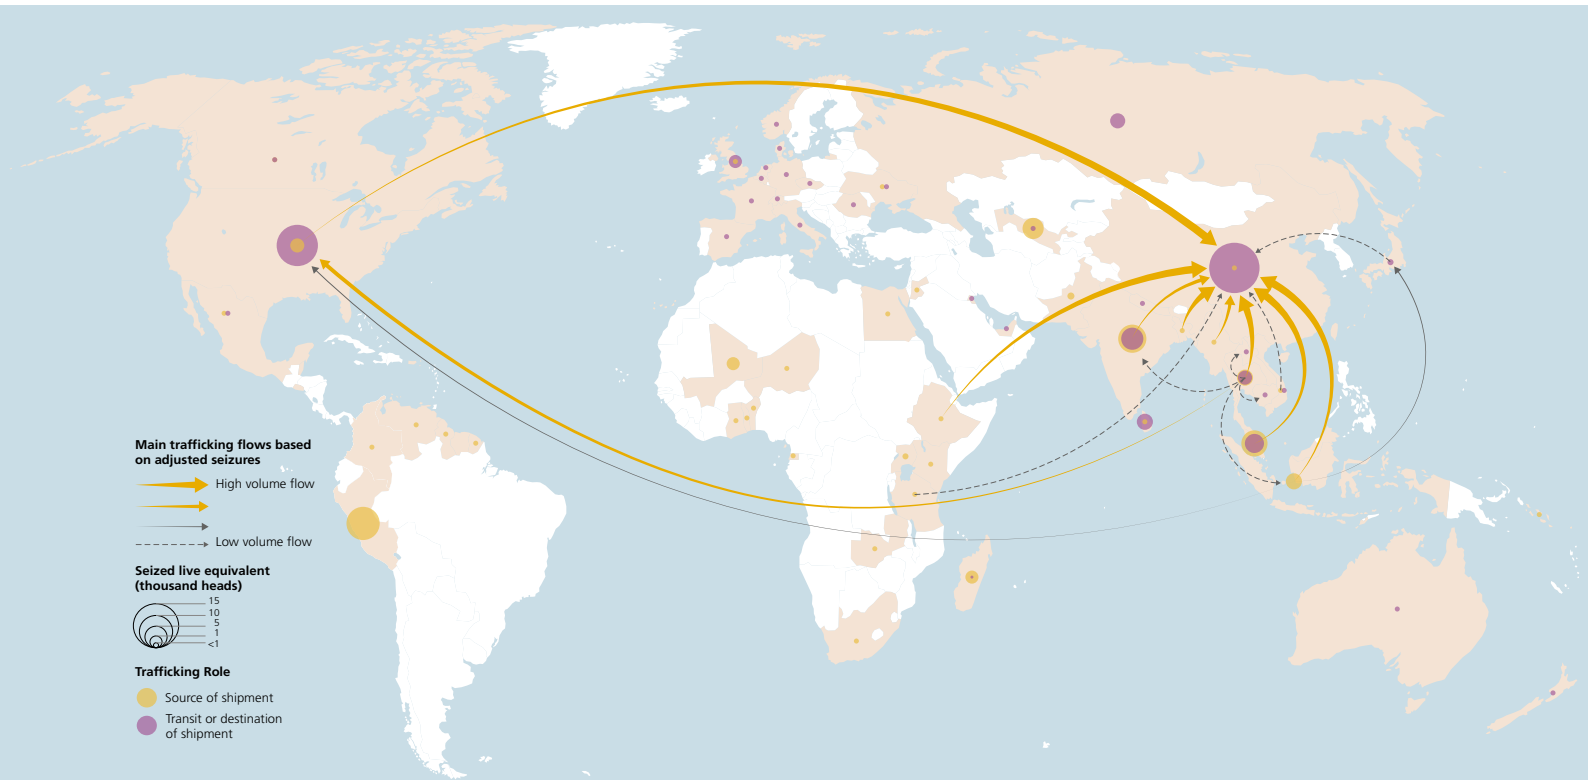 Main trafficking flows based
on adjusted seizures
High volume flow
Low volume flow
Seized live equivalent
(thousand heads)
15
10
5
1
<1
Trafficking Role
Source of shipment
Transit or destination
of shipment